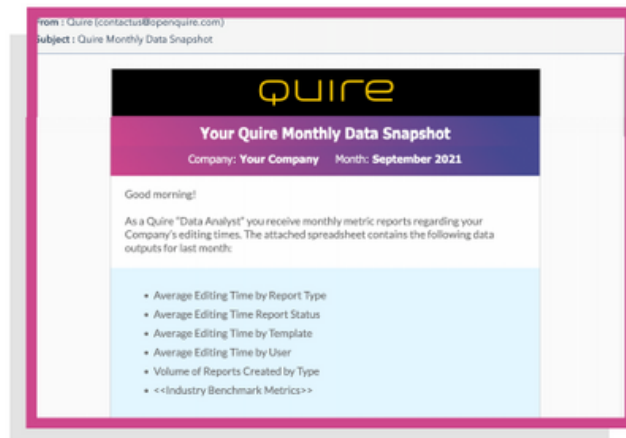 From : Quire (contactus@openquire.com)
Subject : Quire Monthly Data Snapshot
QUIre
Your Quire Monthly Data Snapshot
Company: Your Company Month: September 2021
Good morning!
As a Quire "Data Analyst" you receive monthly metric reports regarding your
Company's editing times. The attached spreadsheet contains the following data
outputs for last month:
• Average Editing Time by Report Type
• Average Editing Time Report Status
• Average Editing Time by Template
• Average Editing Time by User
• Volume of Reports Created by Type
• <<Industry Benchmark Metrics>>